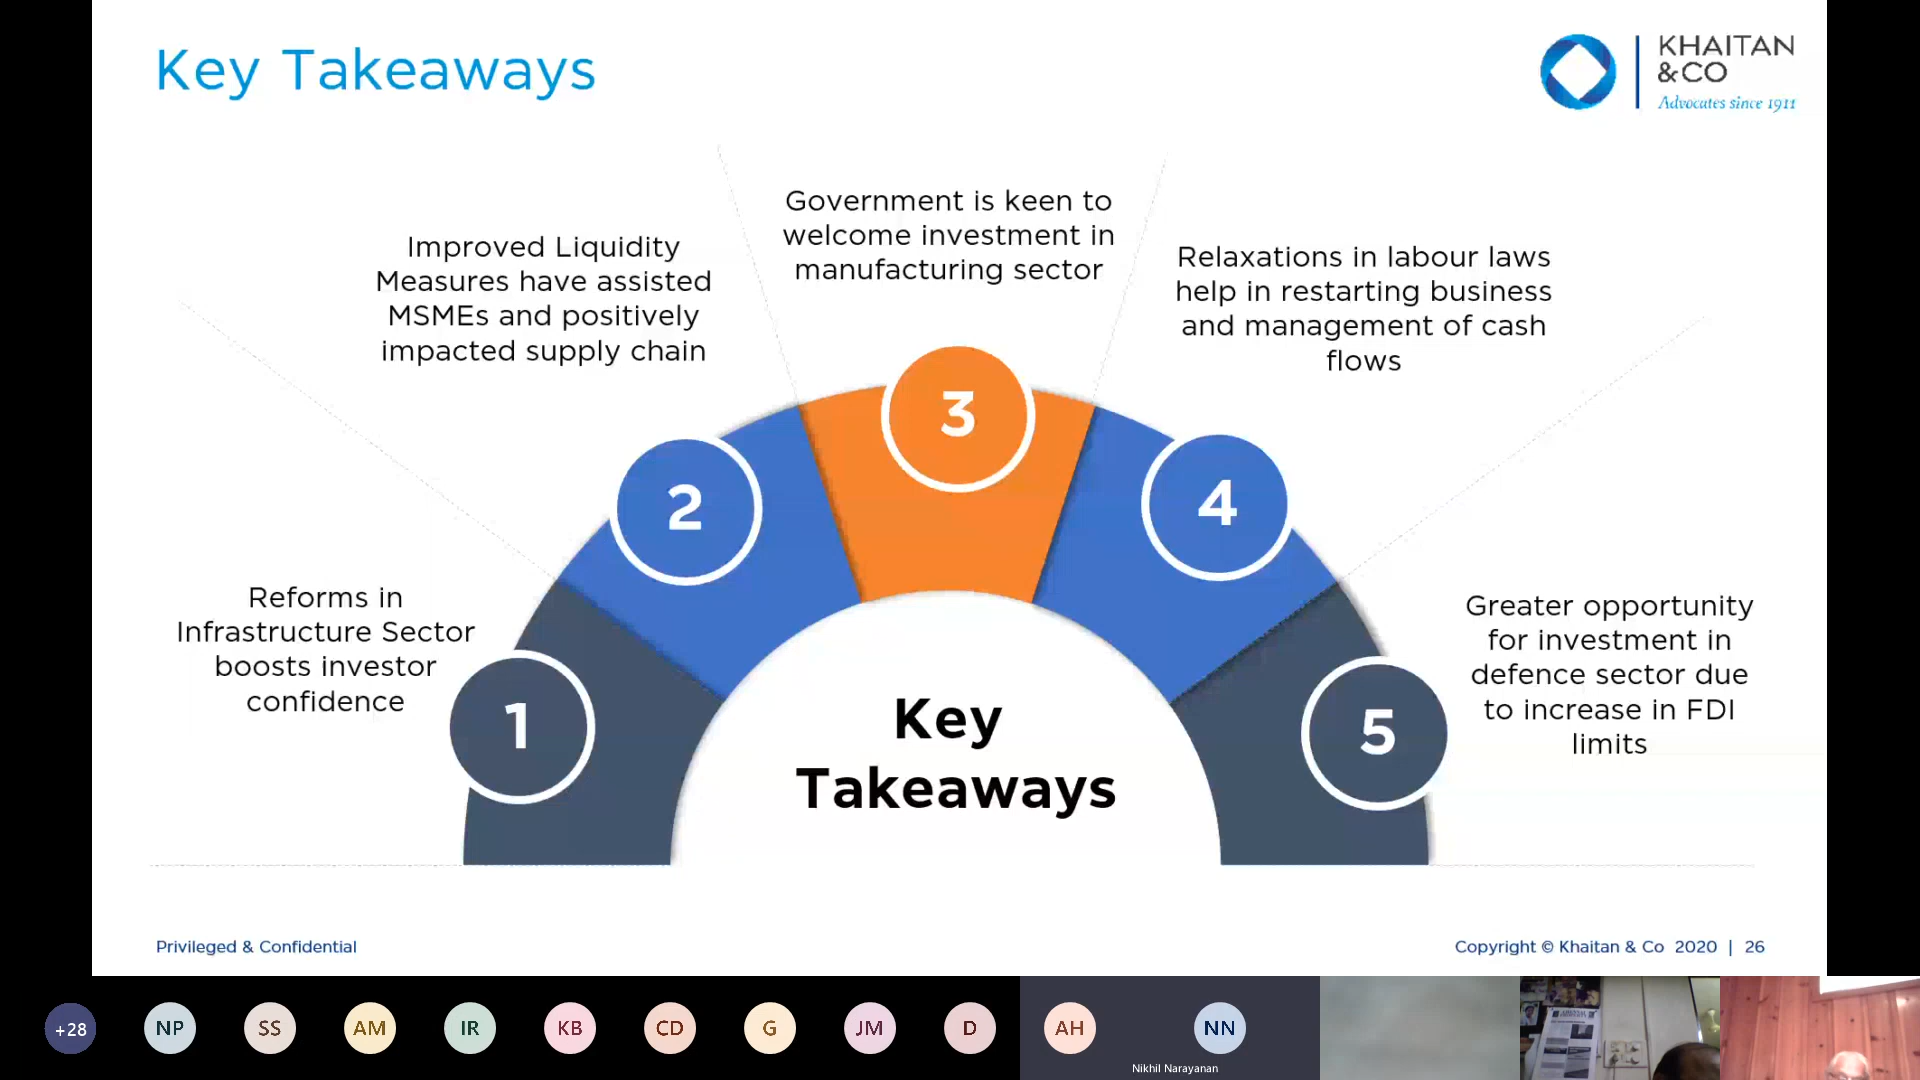 Key Takeaways
KHAITAN
&CO
Advocates since 1911
Government is keen to
welcome investment in
manufacturing sector
Improved Liquidity
Measures have assisted
MSMEs and positively
impacted supply chain
Relaxations in labour laws
help in restarting business
and management of cash
flows
3
2
4
Reforms in
Infrastructure Sector
boosts investor
confidence
Greater opportunity
for investment in
defence sector due
to increase in FDI
limits
1
5
Key
Takeaways
Privileged & Confidential
Copyright © Khaitan & Co 2020 | 26
+28
NP
SS
AM
IR
KB
CD
G
JM
D
AH
NN
Nikhil Narayanan